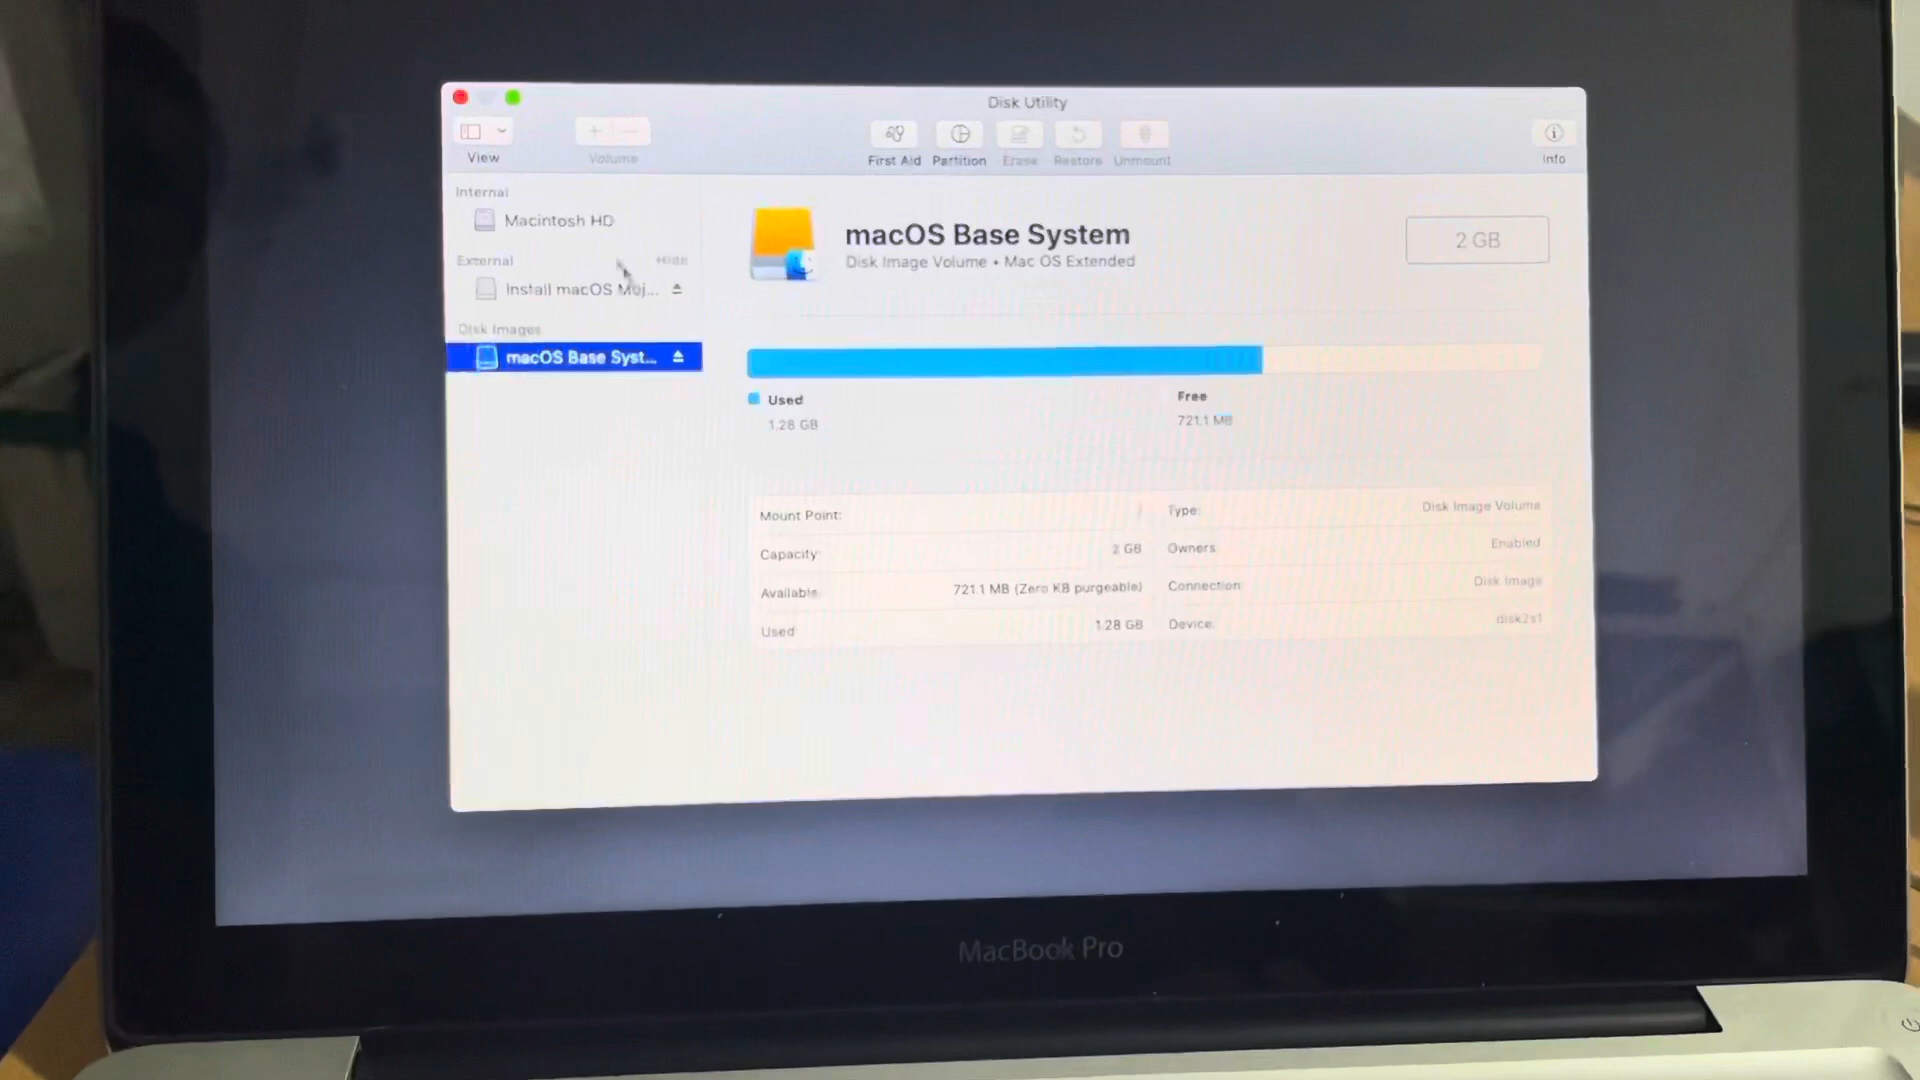 Disk Utility
View
Volume
First Aid
Partition
Erase
Restore
Unmount
Info
Internal
Macintosh HD
External
Hide
Install macOS Moj...
Disk Images
macOS Base Syst...
macOS Base System
Disk Image Volume • Mac OS Extended
2 GB
Used
1.28 GB
Free
721.1 MB
Mount Point: /
Capacity: 2 GB
Available: 721.1 MB (Zero KB purgeable)
Used: 1.28 GB
Type: Disk Image Volume
Owners: Enabled
Connection: Disk Image
Device: disk2s1
MacBook Pro